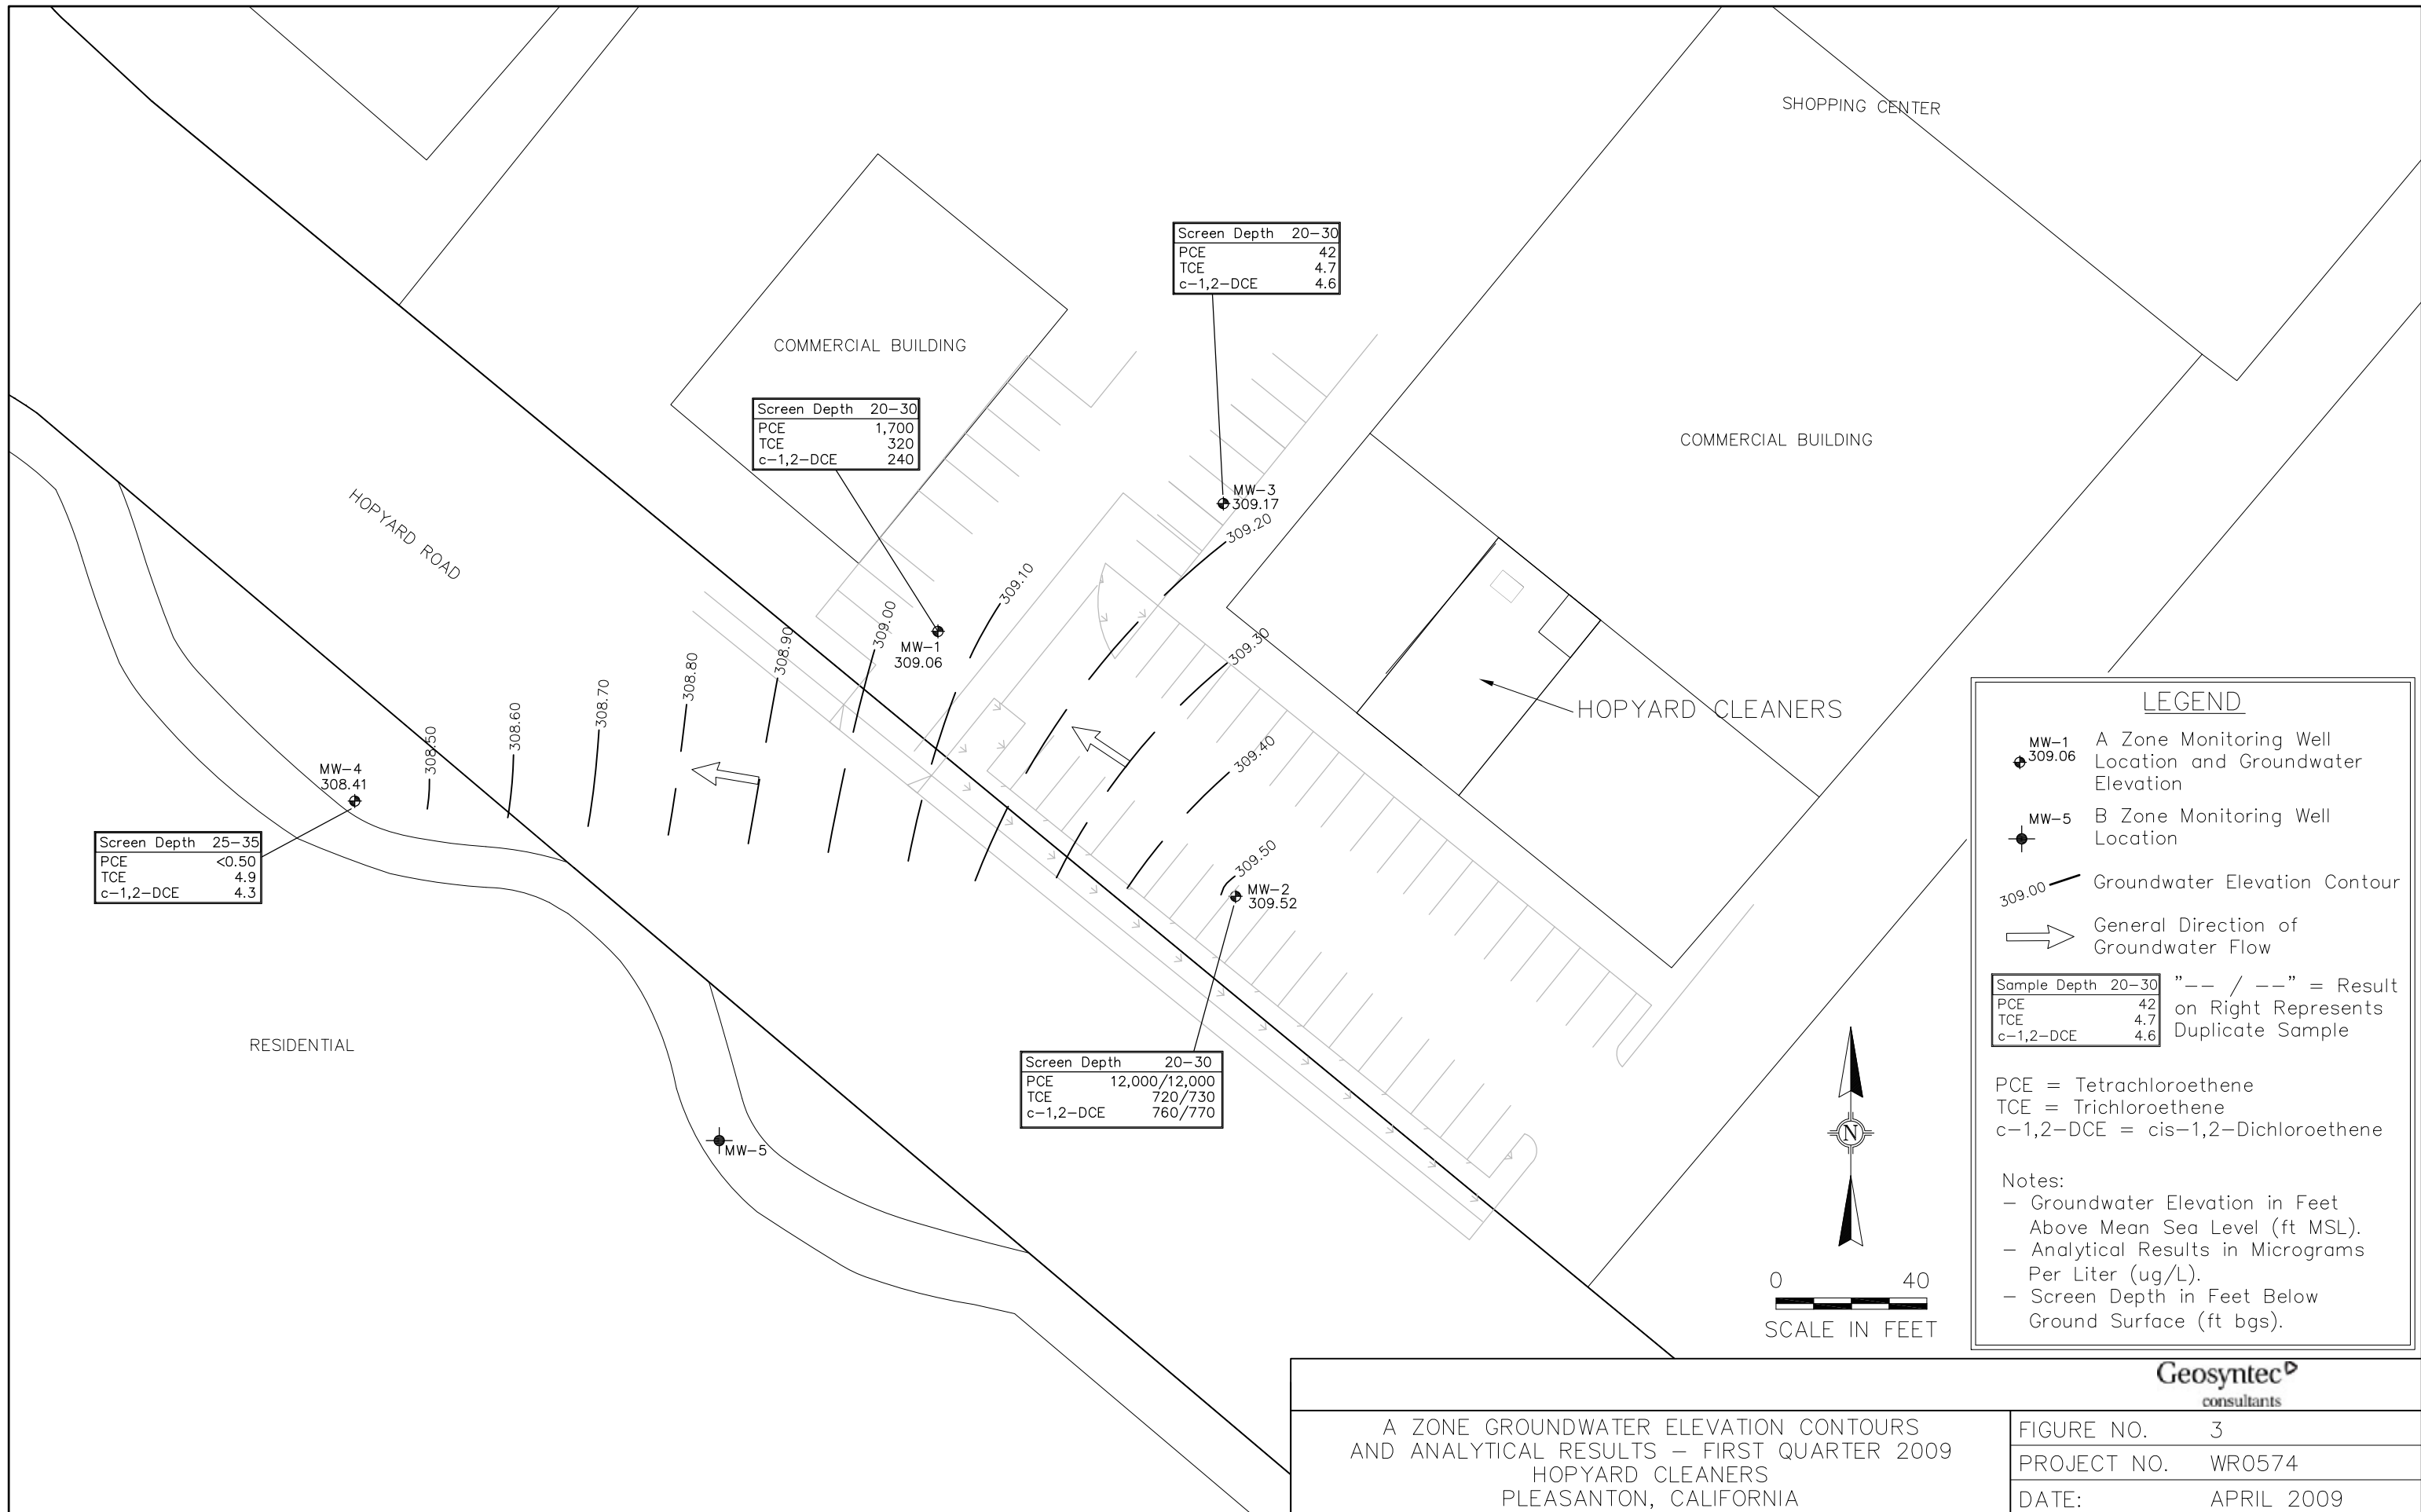 SHOPPING CENTER
Screen Depth 20-30
PCE 42
TCE 4.7
c-1,2-DCE 4.6
COMMERCIAL BUILDING
Screen Depth 20-30
PCE 1,700
TCE 320
c-1,2-DCE 240
COMMERCIAL BUILDING
HOPYARD ROAD
MW-3
309.17
309.20
309.10
309.00
308.90
MW-1
309.06
309.30
308.80
308.70
308.60
308.50
309.40
HOPYARD CLEANERS
MW-4
308.41
Screen Depth 25-35
PCE <0.50
TCE 4.9
c-1,2-DCE 4.3
309.50
MW-2
309.52
RESIDENTIAL
Screen Depth 20-30
PCE 12,000/12,000
TCE 720/730
c-1,2-DCE 760/770
MW-5
LEGEND
MW-1
309.06
A Zone Monitoring Well
Location and Groundwater
Elevation
MW-5
B Zone Monitoring Well
Location
309.00
Groundwater Elevation Contour
General Direction of
Groundwater Flow
Sample Depth 20-30
PCE 42
TCE 4.7
c-1,2-DCE 4.6
"-- / --" = Result
on Right Represents
Duplicate Sample
PCE = Tetrachloroethene
TCE = Trichloroethene
c-1,2-DCE = cis-1,2-Dichloroethene
Notes:
- Groundwater Elevation in Feet
Above Mean Sea Level (ft MSL).
- Analytical Results in Micrograms
Per Liter (ug/L).
- Screen Depth in Feet Below
Ground Surface (ft bgs).
N
0 40
SCALE IN FEET
Geosyntec
consultants
A ZONE GROUNDWATER ELEVATION CONTOURS
AND ANALYTICAL RESULTS - FIRST QUARTER 2009
HOPYARD CLEANERS
PLEASANTON, CALIFORNIA
FIGURE NO. 3
PROJECT NO. WR0574
DATE: APRIL 2009